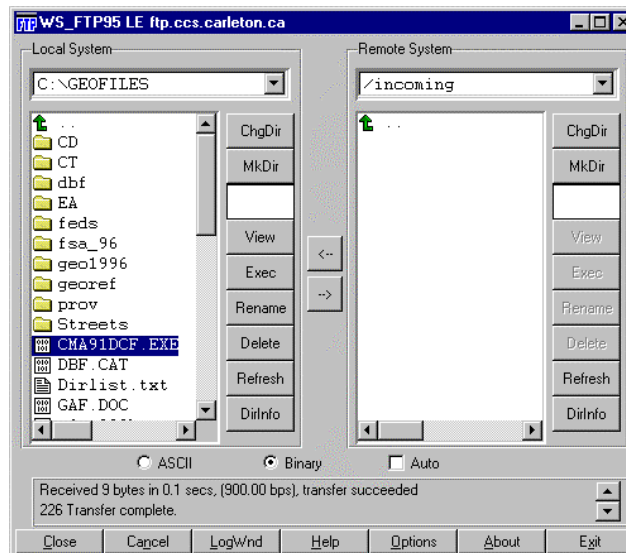 WS_FTP95 LE ftp.ccs.carleton.ca
Local System
Remote System
C:\GEOFILES
/incoming
..
CD
CT
dbf
EA
feds
fsa_96
geo1996
georef
prov
Streets
CMA91DCF.EXE
DBF.CAT
Dirlist.txt
GAF.DOC
ChgDir
MkDir
View
Exec
Rename
Delete
Refresh
DirInfo
<--
-->
..
ChgDir
MkDir
View
Exec
Rename
Delete
Refresh
DirInfo
ASCII
Binary
Auto
Received 9 bytes in 0.1 secs, (900.00 bps), transfer succeeded
226 Transfer complete.
Close
Cancel
LogWnd
Help
Options
About
Exit